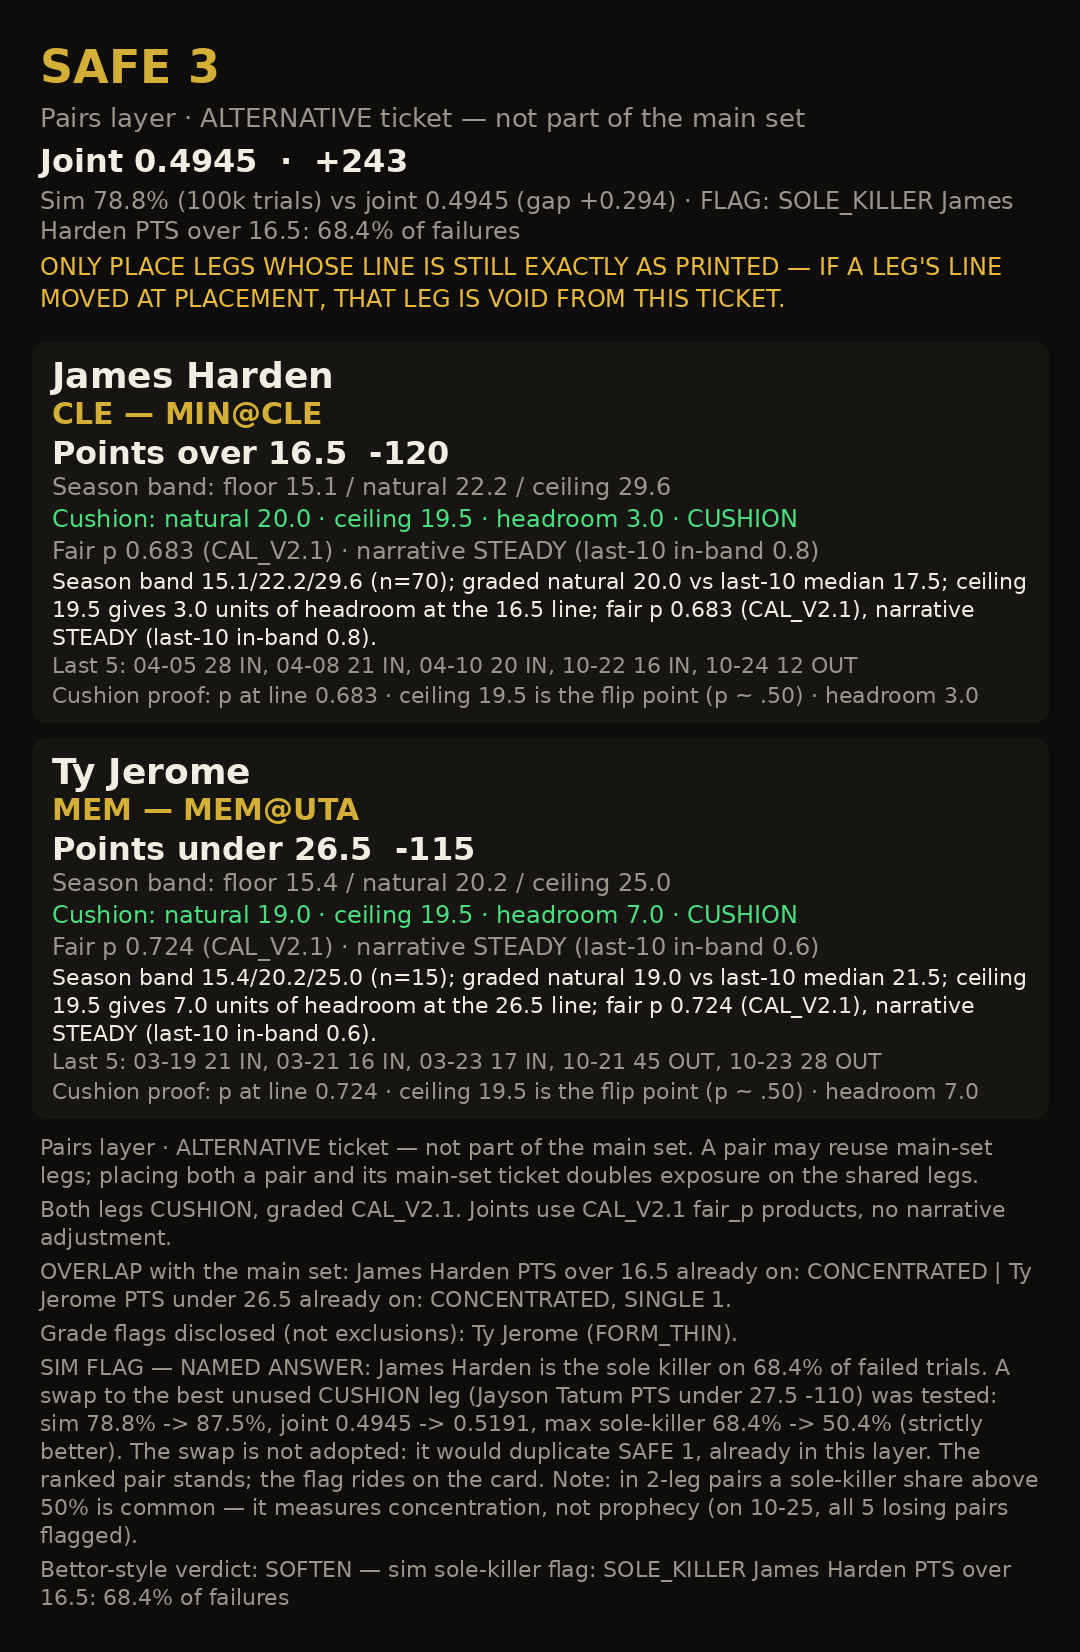 SAFE 3
Pairs layer · ALTERNATIVE ticket — not part of the main set
Joint 0.4945  ·  +243
Sim 78.8% (100k trials) vs joint 0.4945 (gap +0.294) · FLAG: SOLE_KILLER James
Harden PTS over 16.5: 68.4% of failures
ONLY PLACE LEGS WHOSE LINE IS STILL EXACTLY AS PRINTED — IF A LEG'S LINE
MOVED AT PLACEMENT, THAT LEG IS VOID FROM THIS TICKET.
James Harden
CLE — MIN@CLE
Points over 16.5  -120
Season band: floor 15.1 / natural 22.2 / ceiling 29.6
Cushion: natural 20.0 · ceiling 19.5 · headroom 3.0 · CUSHION
Fair p 0.683 (CAL_V2.1) · narrative STEADY (last-10 in-band 0.8)
Season band 15.1/22.2/29.6 (n=70); graded natural 20.0 vs last-10 median 17.5; ceiling
19.5 gives 3.0 units of headroom at the 16.5 line; fair p 0.683 (CAL_V2.1), narrative
STEADY (last-10 in-band 0.8).
Last 5: 04-05 28 IN, 04-08 21 IN, 04-10 20 IN, 10-22 16 IN, 10-24 12 OUT
Cushion proof: p at line 0.683 · ceiling 19.5 is the flip point (p ~ .50) · headroom 3.0
Ty Jerome
MEM — MEM@UTA
Points under 26.5  -115
Season band: floor 15.4 / natural 20.2 / ceiling 25.0
Cushion: natural 19.0 · ceiling 19.5 · headroom 7.0 · CUSHION
Fair p 0.724 (CAL_V2.1) · narrative STEADY (last-10 in-band 0.6)
Season band 15.4/20.2/25.0 (n=15); graded natural 19.0 vs last-10 median 21.5; ceiling
19.5 gives 7.0 units of headroom at the 26.5 line; fair p 0.724 (CAL_V2.1), narrative
STEADY (last-10 in-band 0.6).
Last 5: 03-19 21 IN, 03-21 16 IN, 03-23 17 IN, 10-21 45 OUT, 10-23 28 OUT
Cushion proof: p at line 0.724 · ceiling 19.5 is the flip point (p ~ .50) · headroom 7.0
Pairs layer · ALTERNATIVE ticket — not part of the main set. A pair may reuse main-set
legs; placing both a pair and its main-set ticket doubles exposure on the shared legs.
Both legs CUSHION, graded CAL_V2.1. Joints use CAL_V2.1 fair_p products, no narrative
adjustment.
OVERLAP with the main set: James Harden PTS over 16.5 already on: CONCENTRATED | Ty
Jerome PTS under 26.5 already on: CONCENTRATED, SINGLE 1.
Grade flags disclosed (not exclusions): Ty Jerome (FORM_THIN).
SIM FLAG — NAMED ANSWER: James Harden is the sole killer on 68.4% of failed trials. A
swap to the best unused CUSHION leg (Jayson Tatum PTS under 27.5 -110) was tested:
sim 78.8% -> 87.5%, joint 0.4945 -> 0.5191, max sole-killer 68.4% -> 50.4% (strictly
better). The swap is not adopted: it would duplicate SAFE 1, already in this layer. The
ranked pair stands; the flag rides on the card. Note: in 2-leg pairs a sole-killer share above
50% is common — it measures concentration, not prophecy (on 10-25, all 5 losing pairs
flagged).
Bettor-style verdict: SOFTEN — sim sole-killer flag: SOLE_KILLER James Harden PTS over
16.5: 68.4% of failures